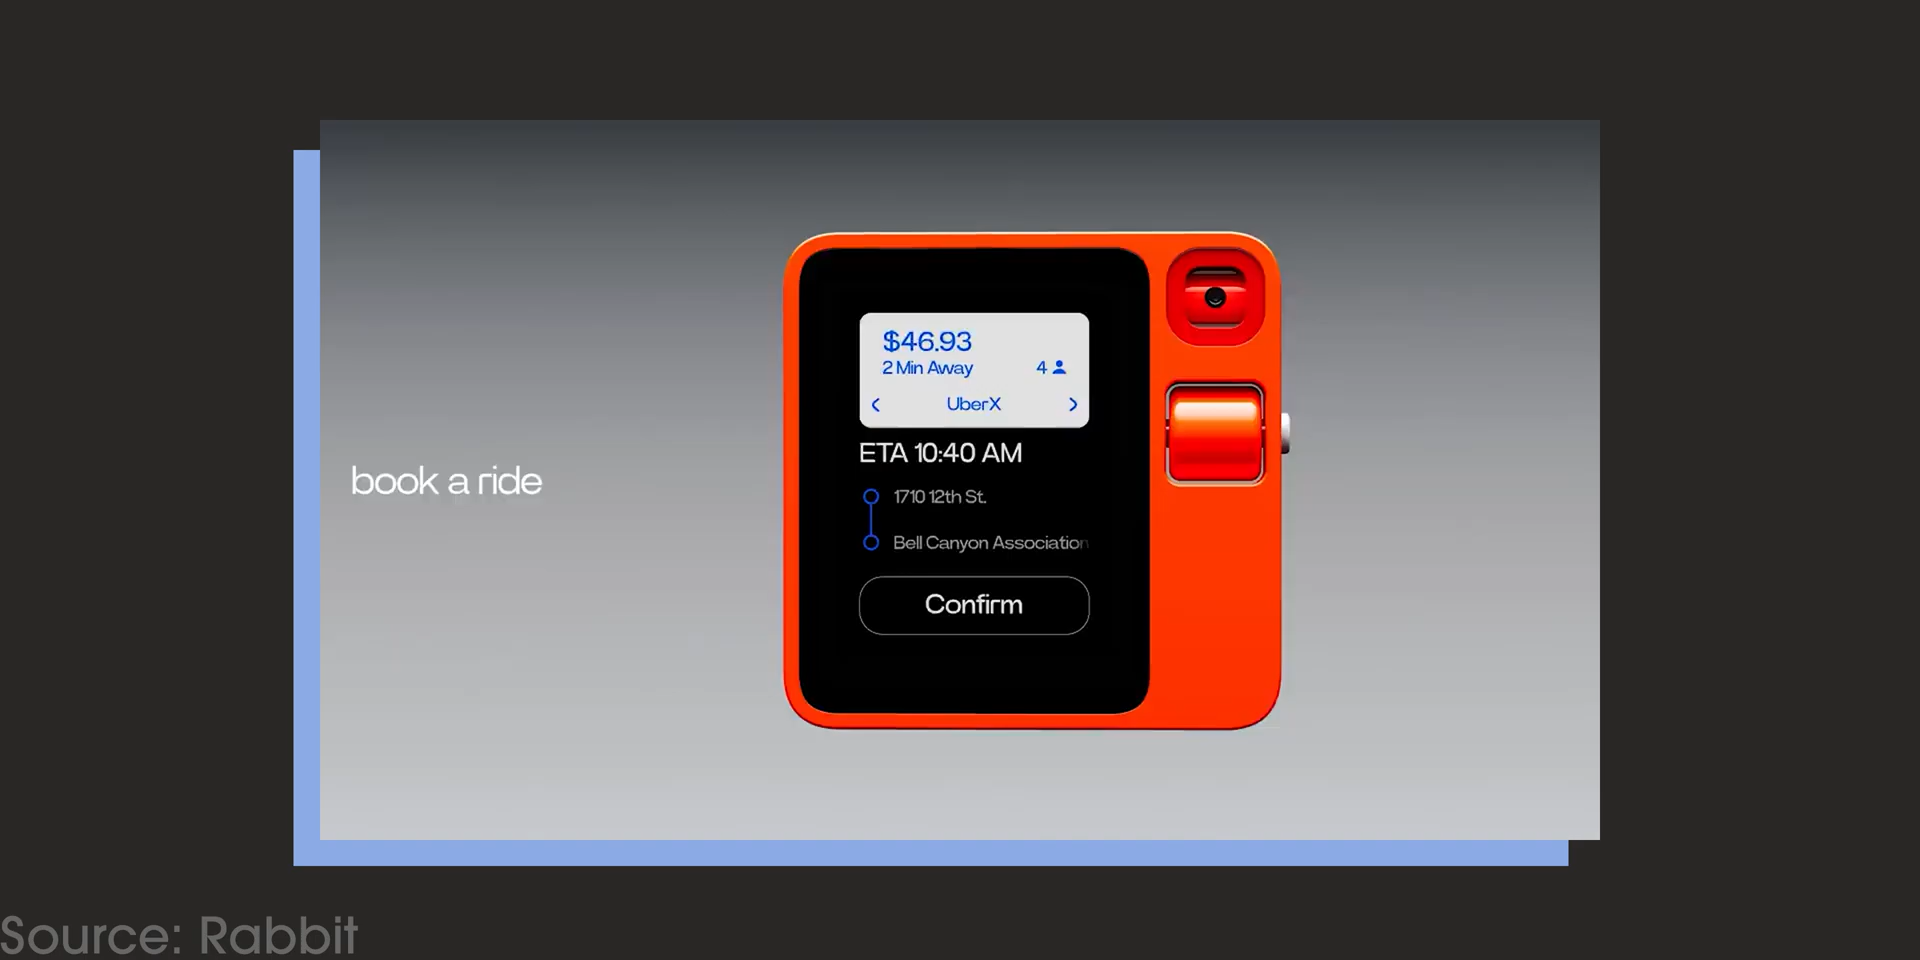 book a ride
$46.93
2 Min Away 4
UberX
ETA 10:40 AM
1710 12th St.
Bell Canyon Association
Confirm
Source: Rabbit